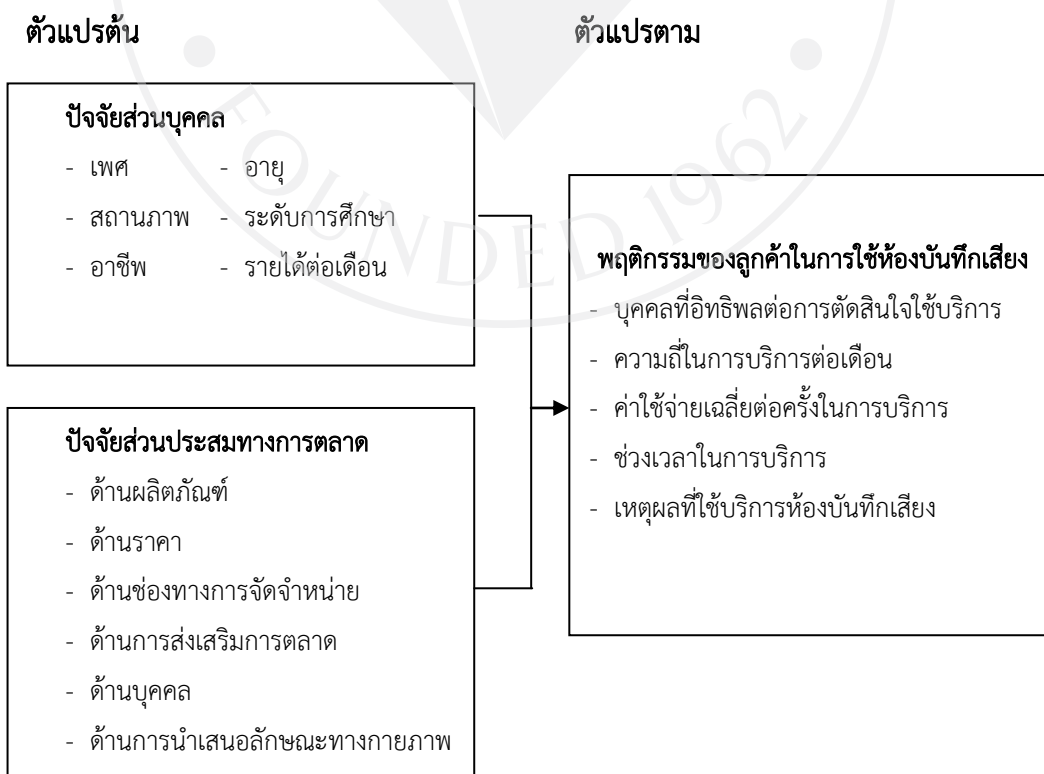 ตัวแปรต้น
ตัวแปรตาม
ปัจจัยส่วนบุคคล
- เพศ - อายุ
- สถานภาพ - ระดับการศึกษา
- อาชีพ - รายได้ต่อเดือน
ปัจจัยส่วนประสมทางการตลาด
- ด้านผลิตภัณฑ์
- ด้านราคา
- ด้านช่องทางการจัดจำหน่าย
- ด้านการส่งเสริมการตลาด
- ด้านบุคคล
- ด้านการนำเสนอลักษณะทางกายภาพ
พฤติกรรมของลูกค้าในการใช้ห้องบันทึกเสียง
- บุคคลที่อิทธิพลต่อการตัดสินใจใช้บริการ
- ความถี่ในการบริการต่อเดือน
- ค่าใช้จ่ายเฉลี่ยต่อครั้งในการบริการ
- ช่วงเวลาในการบริการ
- เหตุผลที่ใช้บริการห้องบันทึกเสียง
FOUNDED 1962